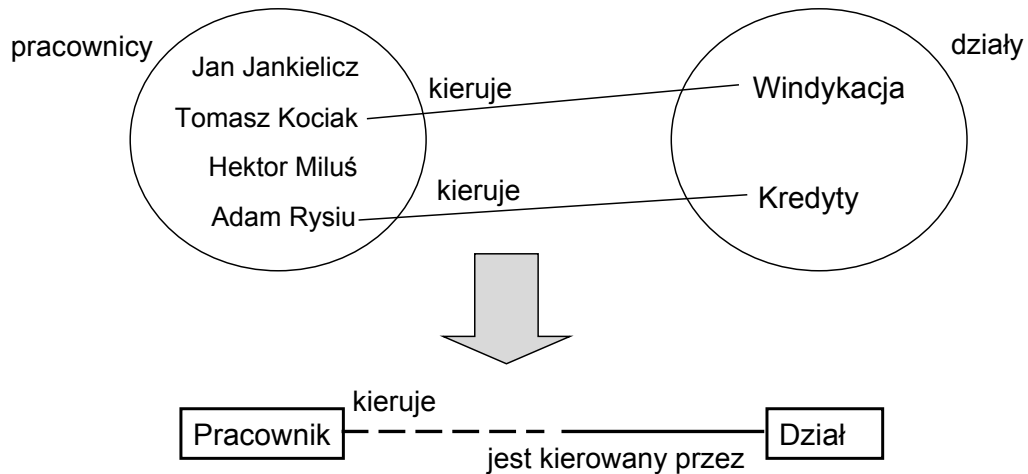 pracownicy
działy
Jan Jankielicz
kieruje
Windykacja
Tomasz Kociak
Hektor Miluś
kieruje
Kredyty
Adam Rysiu
kieruje
Pracownik
Dział
jest kierowany przez